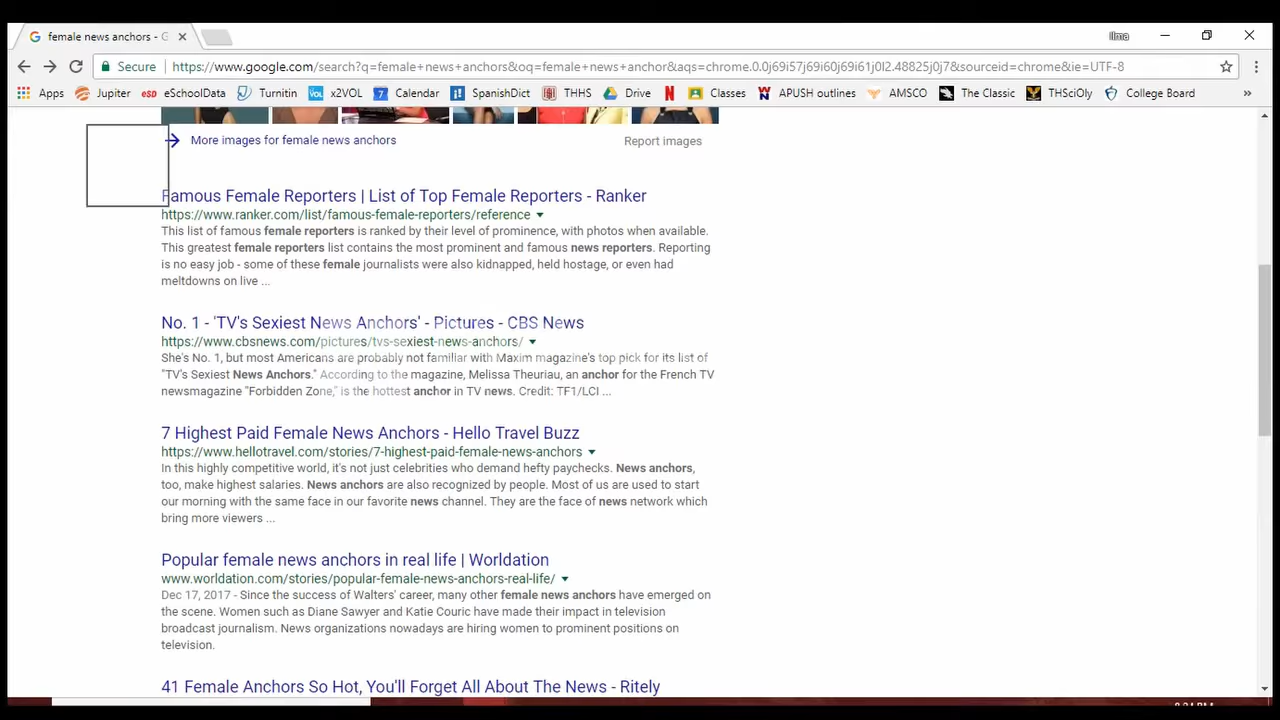 female news anchors - G
Ilma
Secure https://www.google.com/search?q=female+news+anchors&oq=female+news+anchor&aqs=chrome.0.0j69i57j69i60j69i61j0l2.48825j0j7&sourceid=chrome&ie=UTF-8
Apps Jupiter esd eSchoolData Turnitin VOL x2VOL 7 Calendar SpanishDict THHS Drive N Classes W APUSH outlines AMSCO The Classic THSciOly College Board »
More images for female news anchors Report images
Famous Female Reporters | List of Top Female Reporters - Ranker
https://www.ranker.com/list/famous-female-reporters/reference
This list of famous female reporters is ranked by their level of prominence, with photos when available.
This greatest female reporters list contains the most prominent and famous news reporters. Reporting
is no easy job - some of these female journalists were also kidnapped, held hostage, or even had
meltdowns on live ...
No. 1 - 'TV's Sexiest News Anchors' - Pictures - CBS News
https://www.cbsnews.com/pictures/tvs-sexiest-news-anchors/
She's No. 1, but most Americans are probably not familiar with Maxim magazine's top pick for its list of
"TV's Sexiest News Anchors." According to the magazine, Melissa Theuriau, an anchor for the French TV
newsmagazine "Forbidden Zone," is the hottest anchor in TV news. Credit: TF1/LCI ...
7 Highest Paid Female News Anchors - Hello Travel Buzz
https://www.hellotravel.com/stories/7-highest-paid-female-news-anchors
In this highly competitive world, it's not just celebrities who demand hefty paychecks. News anchors,
too, make highest salaries. News anchors are also recognized by people. Most of us are used to start
our morning with the same face in our favorite news channel. They are the face of news network which
bring more viewers ...
Popular female news anchors in real life | Worldation
www.worldation.com/stories/popular-female-news-anchors-real-life/
Dec 17, 2017 - Since the success of Walters' career, many other female news anchors have emerged on
the scene. Women such as Diane Sawyer and Katie Couric have made their impact in television
broadcast journalism. News organizations nowadays are hiring women to prominent positions on
television.
41 Female Anchors So Hot, You'll Forget All About The News - Ritely